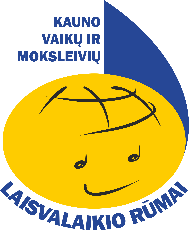 KAUNO
VAIKŲ IR
MOKSLEIVIŲ
LAISVALAIKIO RŪMAI